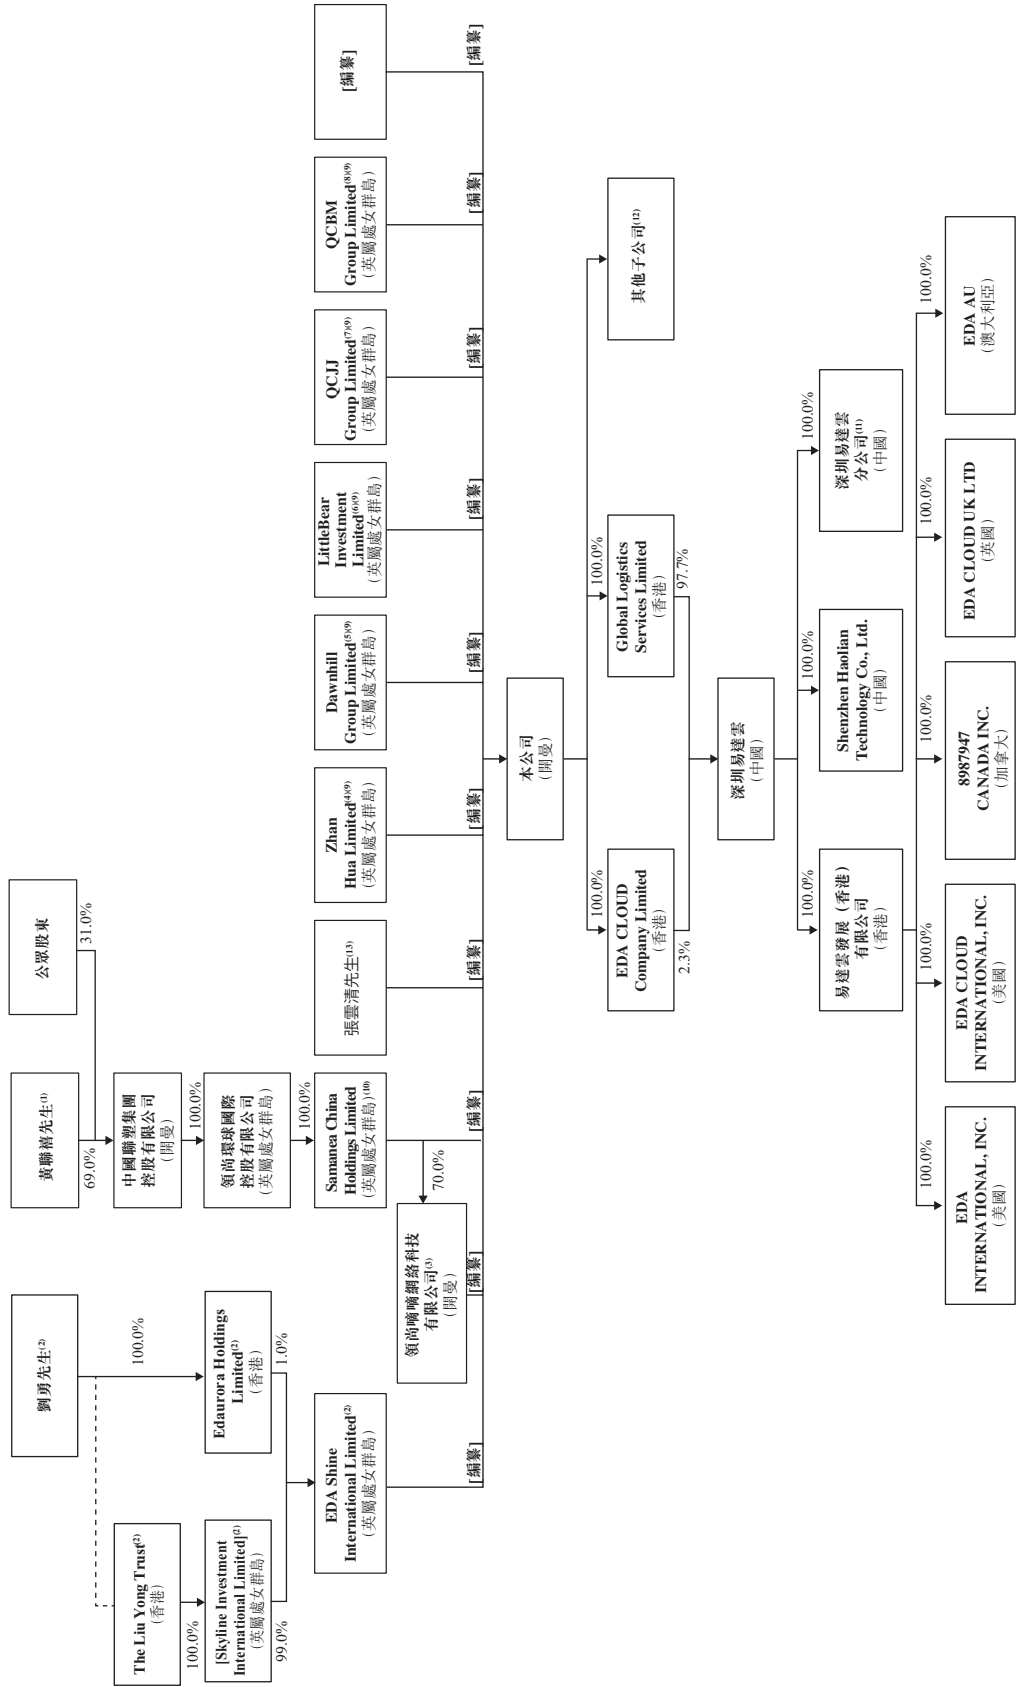 劉勇先生(2)
黃聯禧先生(1)
公眾股東
100.0%
69.0%
31.0%
The Liu Yong Trust(2)
(香港)
中國聯塑集團
控股有限公司
(開曼)
100.0%
100.0%
[Skyline Investment
International Limited](2)
(英屬處女群島)
Edaurora Holdings
Limited(2)
(香港)
領尚環球國際
控股有限公司
(英屬處女群島)
99.0%
1.0%
100.0%
EDA Shine
International Limited(2)
(英屬處女群島)
Samanea China
Holdings Limited
(英屬處女群島)(10)
張雲清先生(13)
Zhan
Hua Limited(4)(9)
(英屬處女群島)
Dawnhill
Group Limited(5)(9)
(英屬處女群島)
LittleBear
Investment
Limited(6)(9)
(英屬處女群島)
QCJJ
Group Limited(7)(9)
(英屬處女群島)
QCBM
Group Limited(8)(9)
(英屬處女群島)
[編纂]
70.0%
領尚嘀嘀網絡科技
有限公司(3)
(開曼)
[編纂]
[編纂]
[編纂]
[編纂]
[編纂]
[編纂]
[編纂]
[編纂]
[編纂]
[編纂]
本公司
(開曼)
100.0%
100.0%
EDA CLOUD
Company Limited
(香港)
Global Logistics
Services Limited
(香港)
其他子公司(12)
2.3%
97.7%
深圳易達雲
(中國)
100.0%
100.0%
100.0%
易達雲發展(香港)
有限公司
(香港)
Shenzhen Haolian
Technology Co., Ltd.
(中國)
深圳易達雲
分公司(11)
(中國)
100.0%
100.0%
100.0%
100.0%
100.0%
EDA
INTERNATIONAL, INC.
(美國)
EDA CLOUD
INTERNATIONAL, INC.
(美國)
8987947
CANADA INC.
(加拿大)
EDA CLOUD UK LTD
(英國)
EDA AU
(澳大利亞)